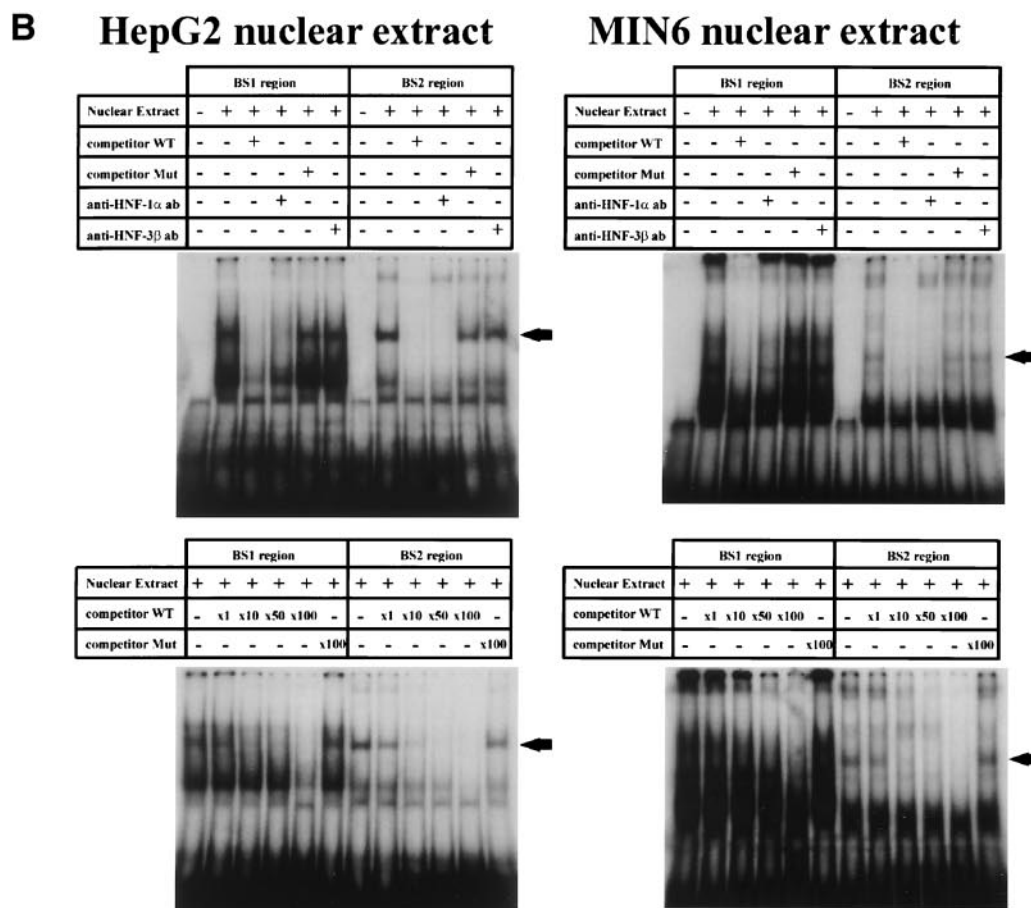 B HepG2 nuclear extract MIN6 nuclear extract
BS1 region BS2 region
Nuclear Extract - + + + + + - + + + + +
competitor WT - - + - - - - - + - - -
competitor Mut - - - - + - - - - - + -
anti-HNF-1α ab - - - + - - - - - + - -
anti-HNF-3β ab - - - - - + - - - - - +
BS1 region BS2 region
Nuclear Extract - + + + + + - + + + + +
competitor WT - - + - - - - - + - - -
competitor Mut - - - - + - - - - - + -
anti-HNF-1α ab - - - + - - - - - + - -
anti-HNF-3β ab - - - - - + - - - - - +
BS1 region BS2 region
Nuclear Extract + + + + + + + + + + + +
competitor WT - x1 x10 x50 x100 - - x1 x10 x50 x100 -
competitor Mut - - - - - x100 - - - - - x100
BS1 region BS2 region
Nuclear Extract + + + + + + + + + + + +
competitor WT - x1 x10 x50 x100 - - x1 x10 x50 x100 -
competitor Mut - - - - - x100 - - - - - x100